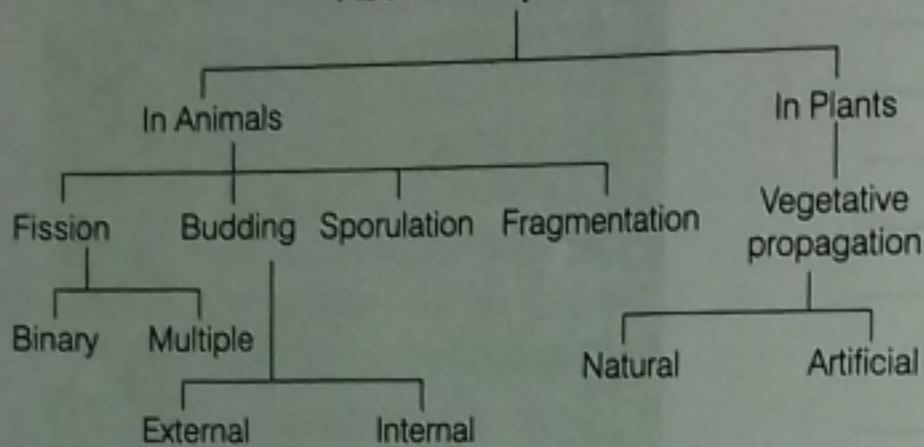 In Animals
In Plants
Fission Budding Sporulation Fragmentation
Vegetative
propagation
Binary Multiple
Natural Artificial
External Internal